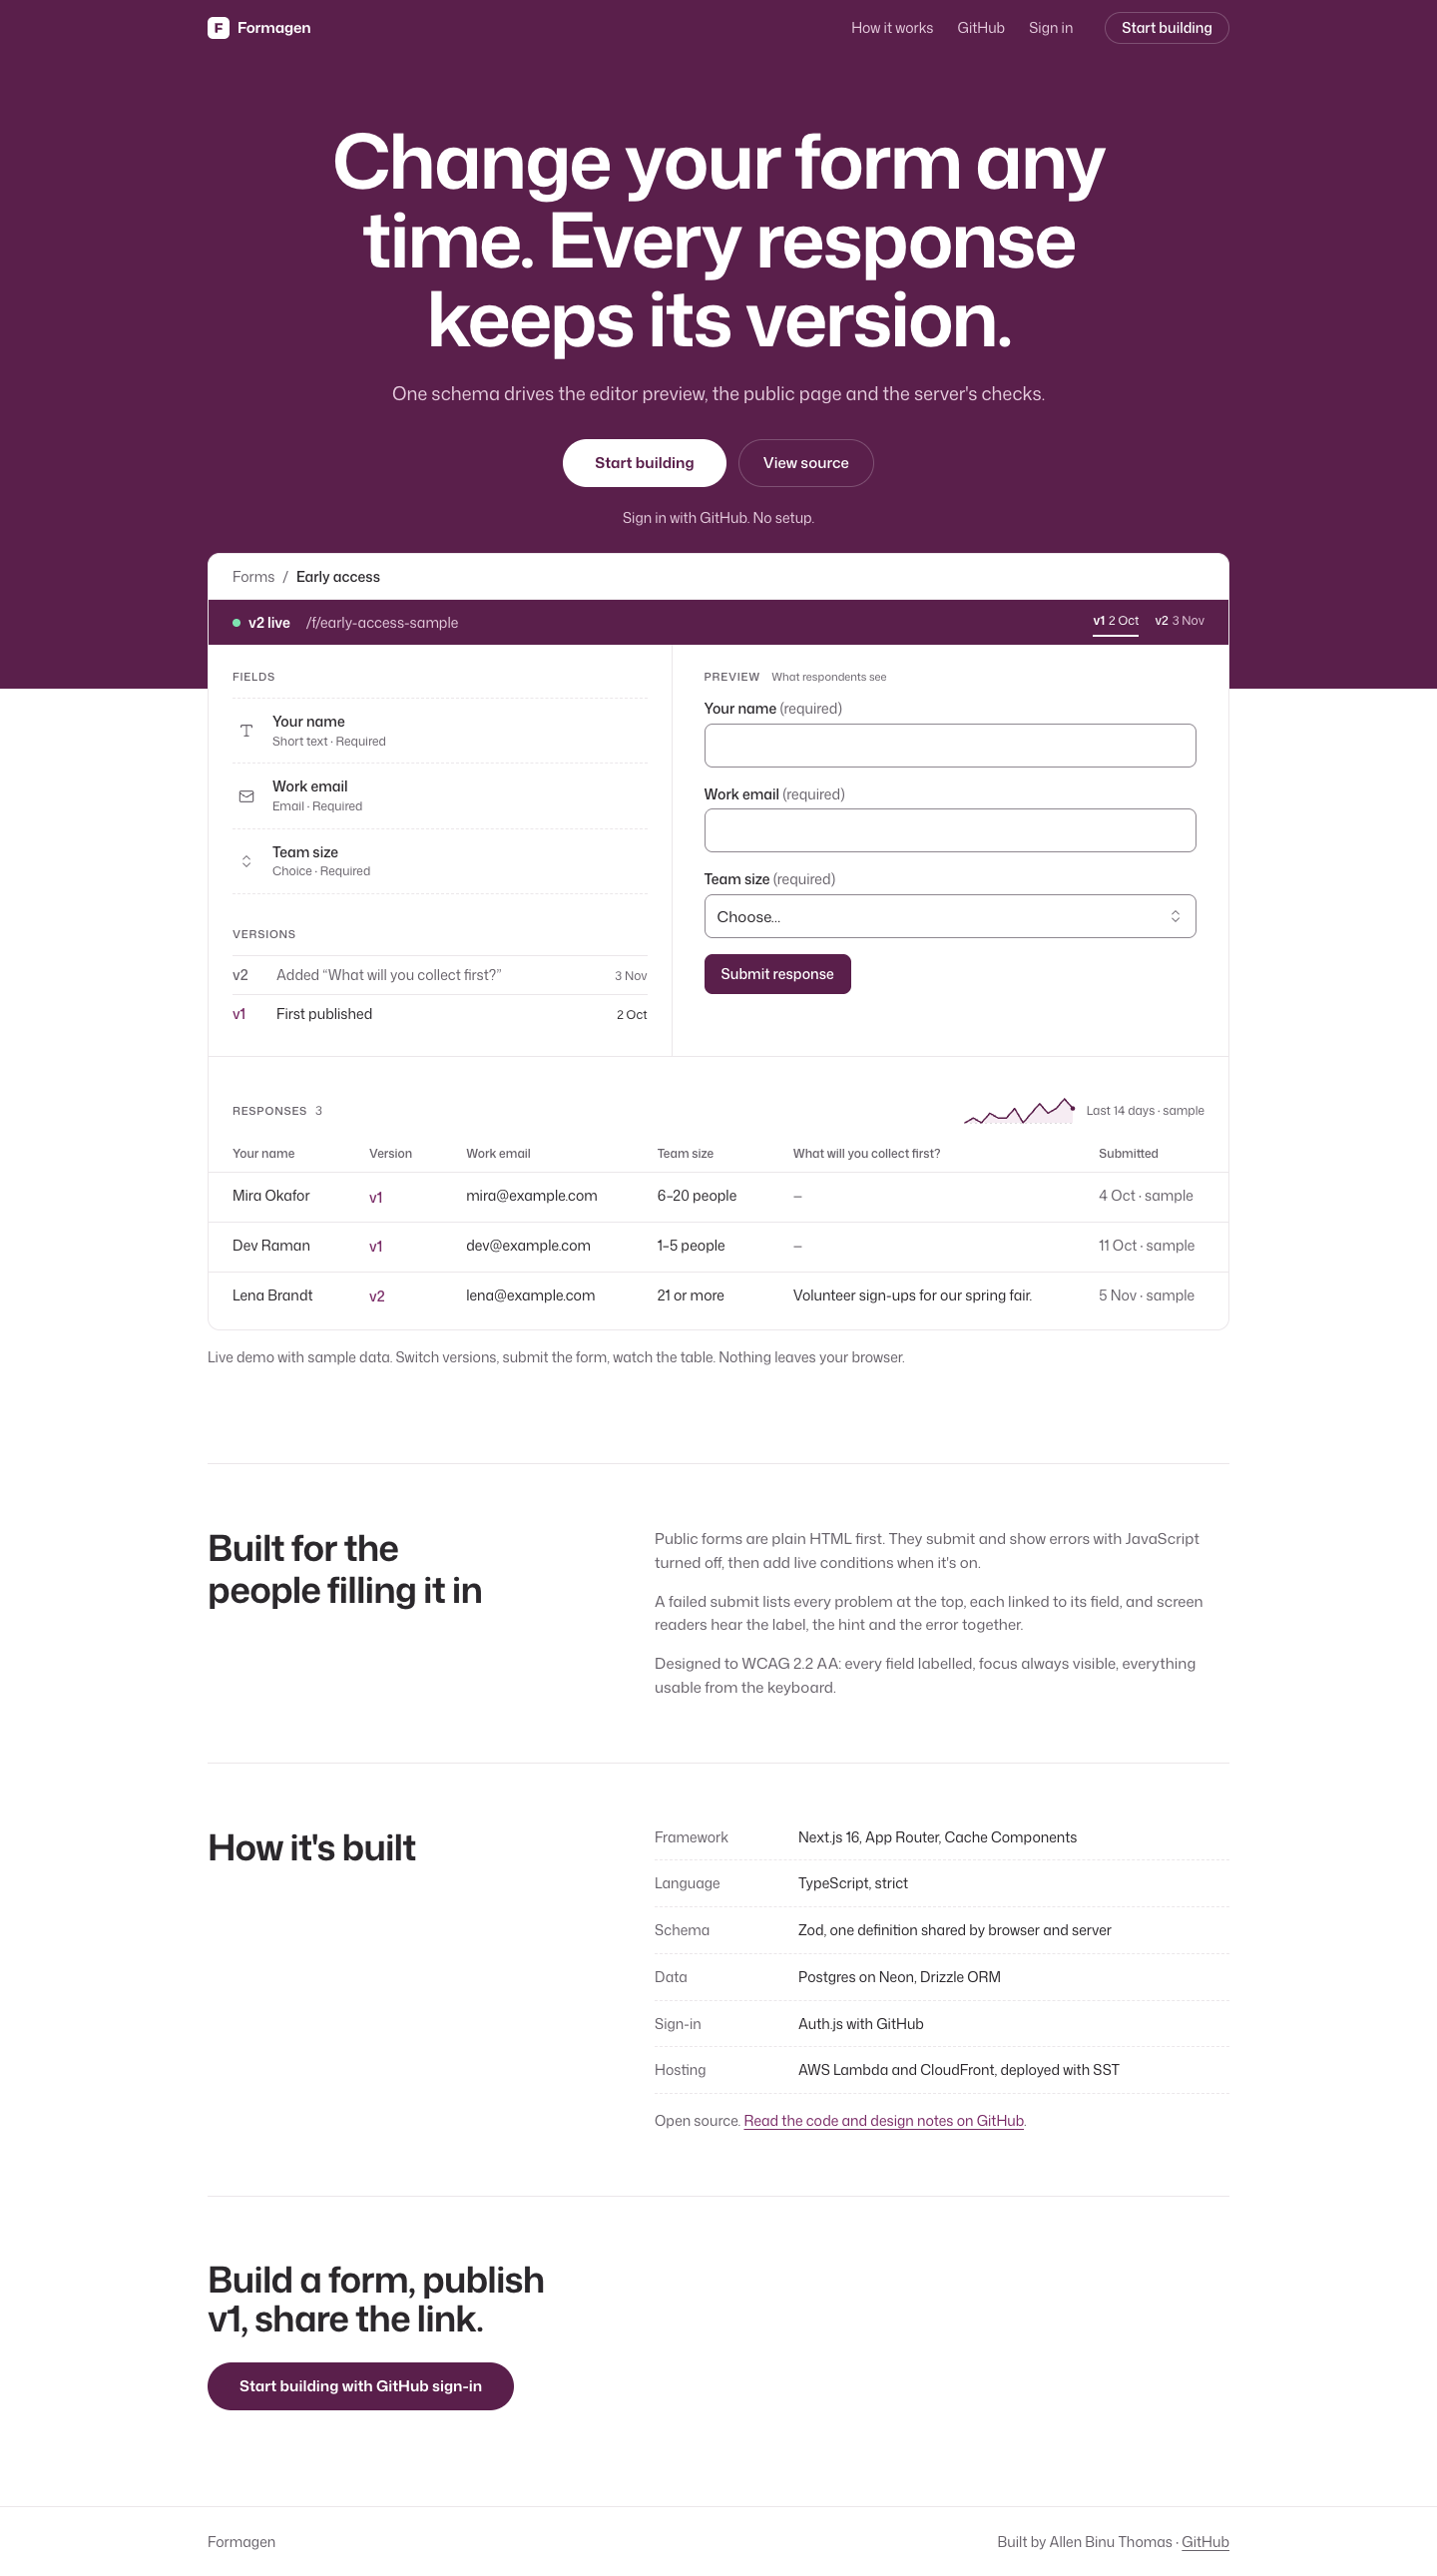 F Formagen How it works GitHub Sign in Start building
Change your form any
time. Every response
keeps its version.
One schema drives the editor preview, the public page and the server's checks.
Start building View source
Sign in with GitHub. No setup.
Forms / Early access
v2 live /f/early-access-sample v1 2 Oct v2 3 Nov
FIELDS
Your name
Short text · Required
Work email
Email · Required
Team size
Choice · Required
VERSIONS
v2 Added “What will you collect first?” 3 Nov
v1 First published 2 Oct
PREVIEW What respondents see
Your name (required)
Work email (required)
Team size (required)
Choose...
Submit response
RESPONSES 3 Last 14 days · sample
Your name Version Work email Team size What will you collect first? Submitted
Mira Okafor v1 mira@example.com 6–20 people — 4 Oct · sample
Dev Raman v1 dev@example.com 1–5 people — 11 Oct · sample
Lena Brandt v2 lena@example.com 21 or more Volunteer sign-ups for our spring fair. 5 Nov · sample
Live demo with sample data. Switch versions, submit the form, watch the table. Nothing leaves your browser.
Built for the
people filling it in
Public forms are plain HTML first. They submit and show errors with JavaScript
turned off, then add live conditions when it's on.
A failed submit lists every problem at the top, each linked to its field, and screen
readers hear the label, the hint and the error together.
Designed to WCAG 2.2 AA: every field labelled, focus always visible, everything
usable from the keyboard.
How it's built
Framework Next.js 16, App Router, Cache Components
Language TypeScript, strict
Schema Zod, one definition shared by browser and server
Data Postgres on Neon, Drizzle ORM
Sign-in Auth.js with GitHub
Hosting AWS Lambda and CloudFront, deployed with SST
Open source. Read the code and design notes on GitHub.
Build a form, publish
v1, share the link.
Start building with GitHub sign-in
Formagen Built by Allen Binu Thomas · GitHub